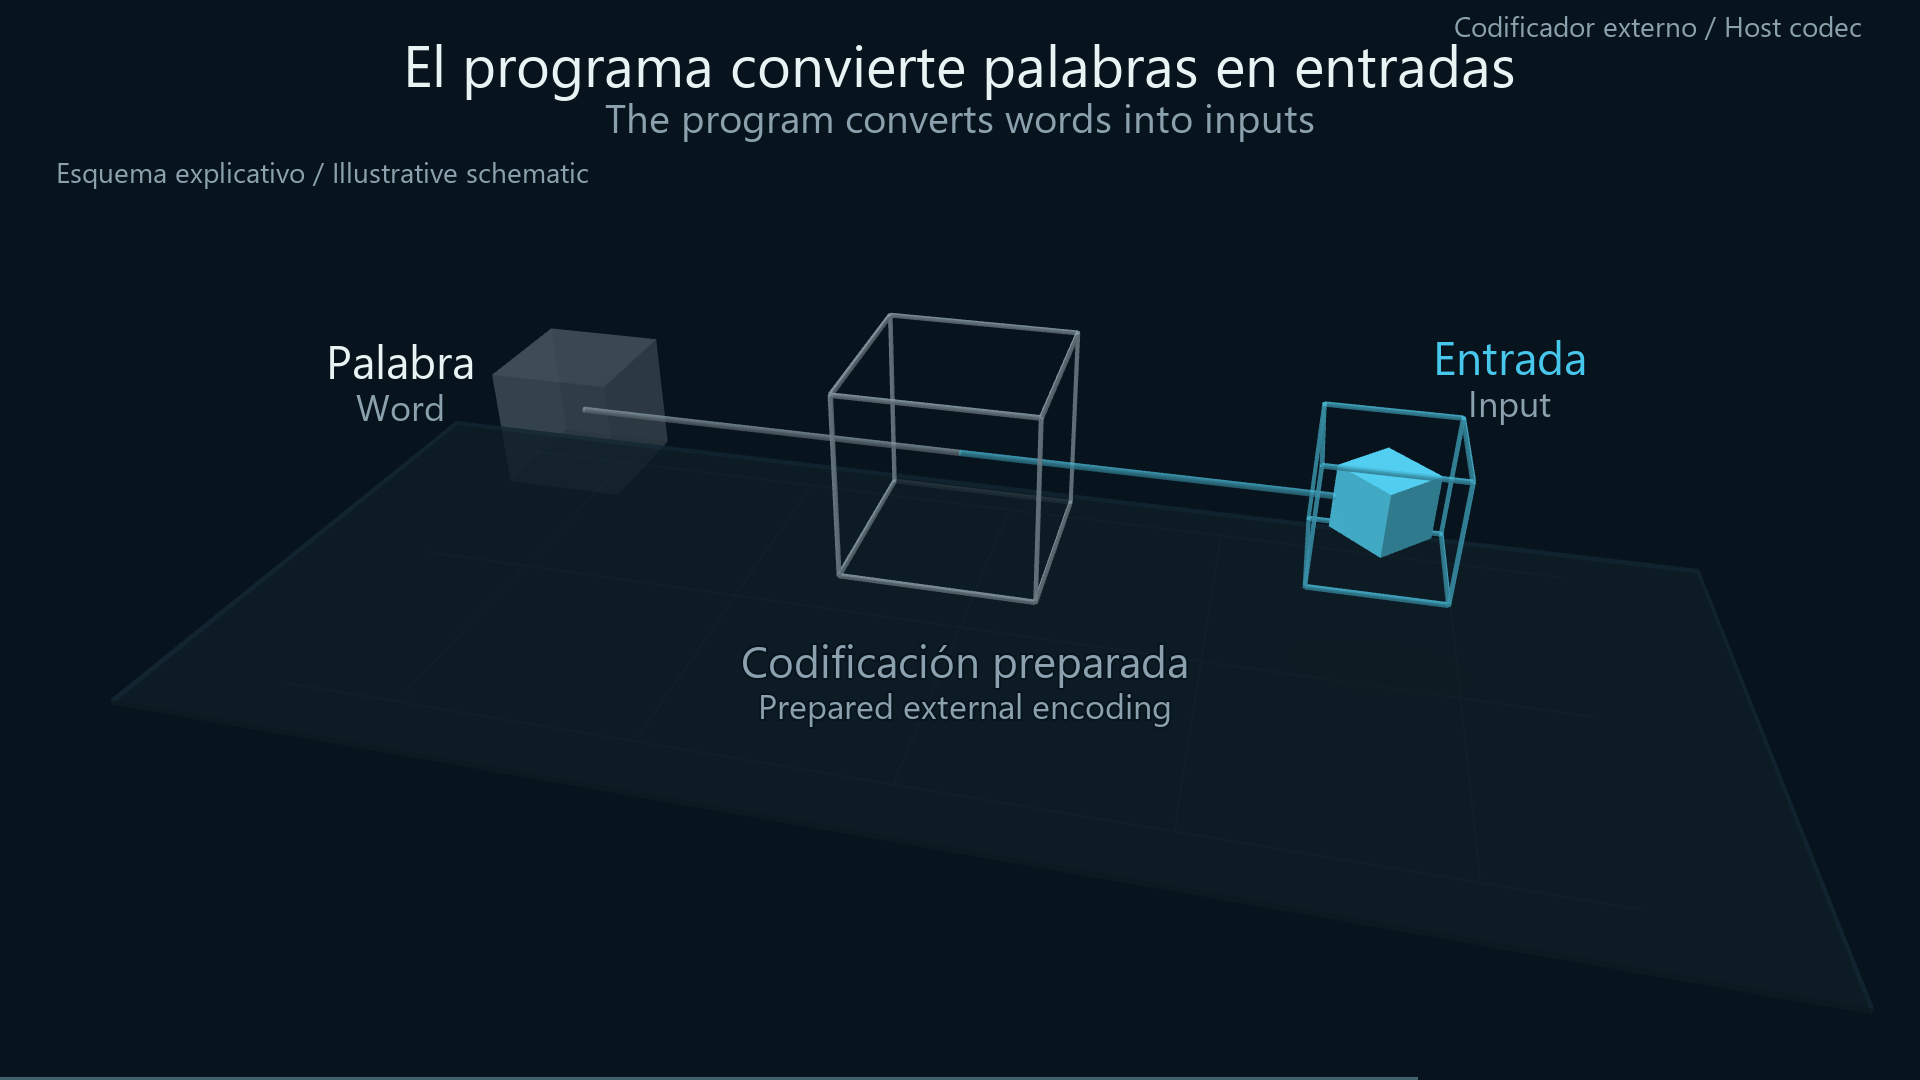 Codificador externo / Host codec
El programa convierte palabras en entradas
The program converts words into inputs
Esquema explicativo / Illustrative schematic
Palabra
Word
Entrada
Input
Codificación preparada
Prepared external encoding